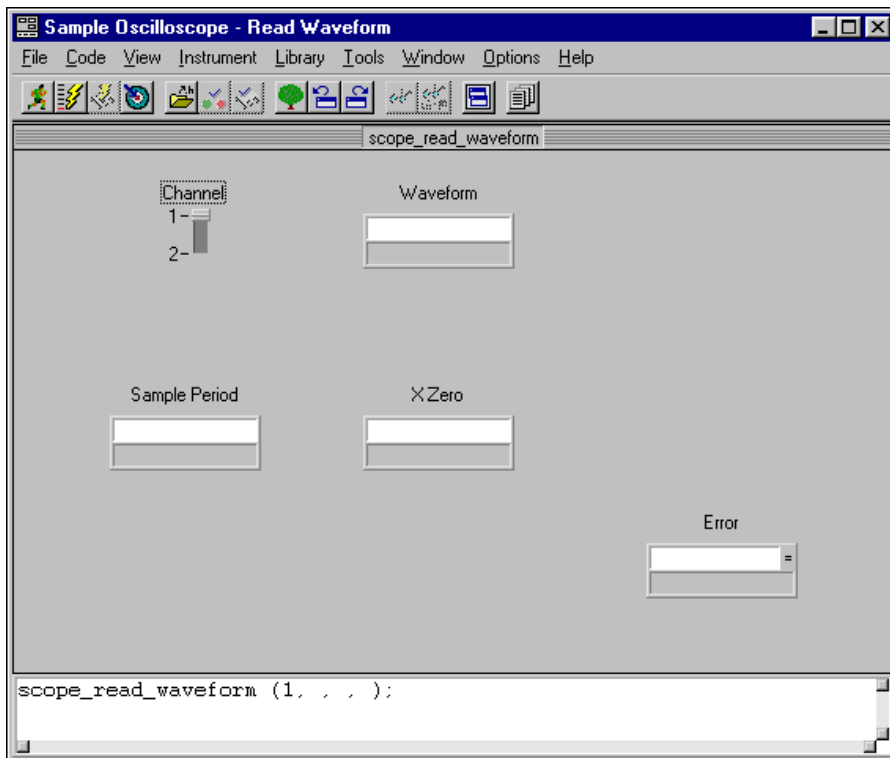 Sample Oscilloscope - Read Waveform
File Code View Instrument Library Tools Window Options Help
scope_read_waveform
Channel
1
2
Waveform
Sample Period
X Zero
Error
=
scope_read_waveform (1, , , );